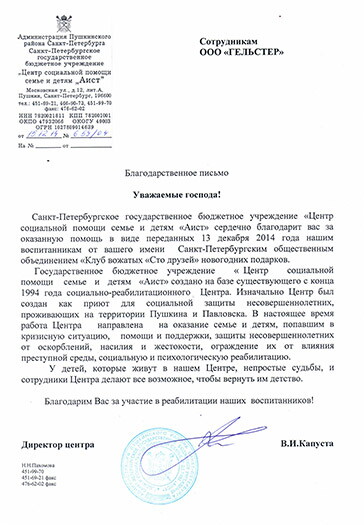 Администрация Пушкинского
района Санкт-Петербурга
Санкт-Петербургское
государственное
бюджетное учреждение
„Центр социальной помощи
семье и детям „Аист”
Московская ул., д.12, лит.А,
Пушкин, Санкт-Петербург, 196600
тел.: 451-69-21, 466-90-73, 451-99-70
факс: 476-62-02
ИНН 7820021811 КПП 782001001
ОКПО 47932066 ОКОГУ 49003
ОГРН 1027809014639
от 15.12.14 № 633/04
На № от
Сотрудникам
ООО «ГЕЛЬСТЕР»
Благодарственное письмо
Уважаемые господа!
Санкт-Петербургское государственное бюджетное учреждение «Центр
социальной помощи семье и детям «Аист» сердечно благодарит вас за
оказанную помощь в виде переданных 13 декабря 2014 года нашим
воспитанникам от вашего имени Санкт-Петербургским общественным
объединением «Клуб вожатых «Сто друзей» новогодних подарков.
Государственное бюджетное учреждение « Центр социальной
помощи семье и детям «Аист» создано на базе существующего с конца
1994 года социально-реабилитационного Центра. Изначально Центр был
создан как приют для социальной защиты несовершеннолетних,
проживающих на территории Пушкина и Павловска. В настоящее время
работа Центра направлена на оказание семье и детям, попавшим в
кризисную ситуацию, помощи и поддержки, защиты несовершеннолетних
от оскорблений, насилия и жестокости, ограждение их от влияния
преступной среды, социальную и психологическую реабилитацию.
У детей, которые живут в нашем Центре, непростые судьбы, и
сотрудники Центра делают все возможное, чтобы вернуть им детство.
Благодарим Вас за участие в реабилитации наших воспитанников!
Директор центра В.И.Капуста
Н.Н.Пахомова
451-99-70
451-69-21 факс
476-62-02 факс